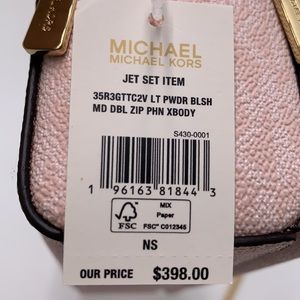 MICHAEL
MICHAEL KORS
JET SET ITEM
35R3GTTC2V LT PWDR BLSH
MD DBL ZIP PHN XBODY
S430-0001
1 96163 81844 3
FSC
MIX
Paper
FSC® C012345
NS
OUR PRICE $398.00